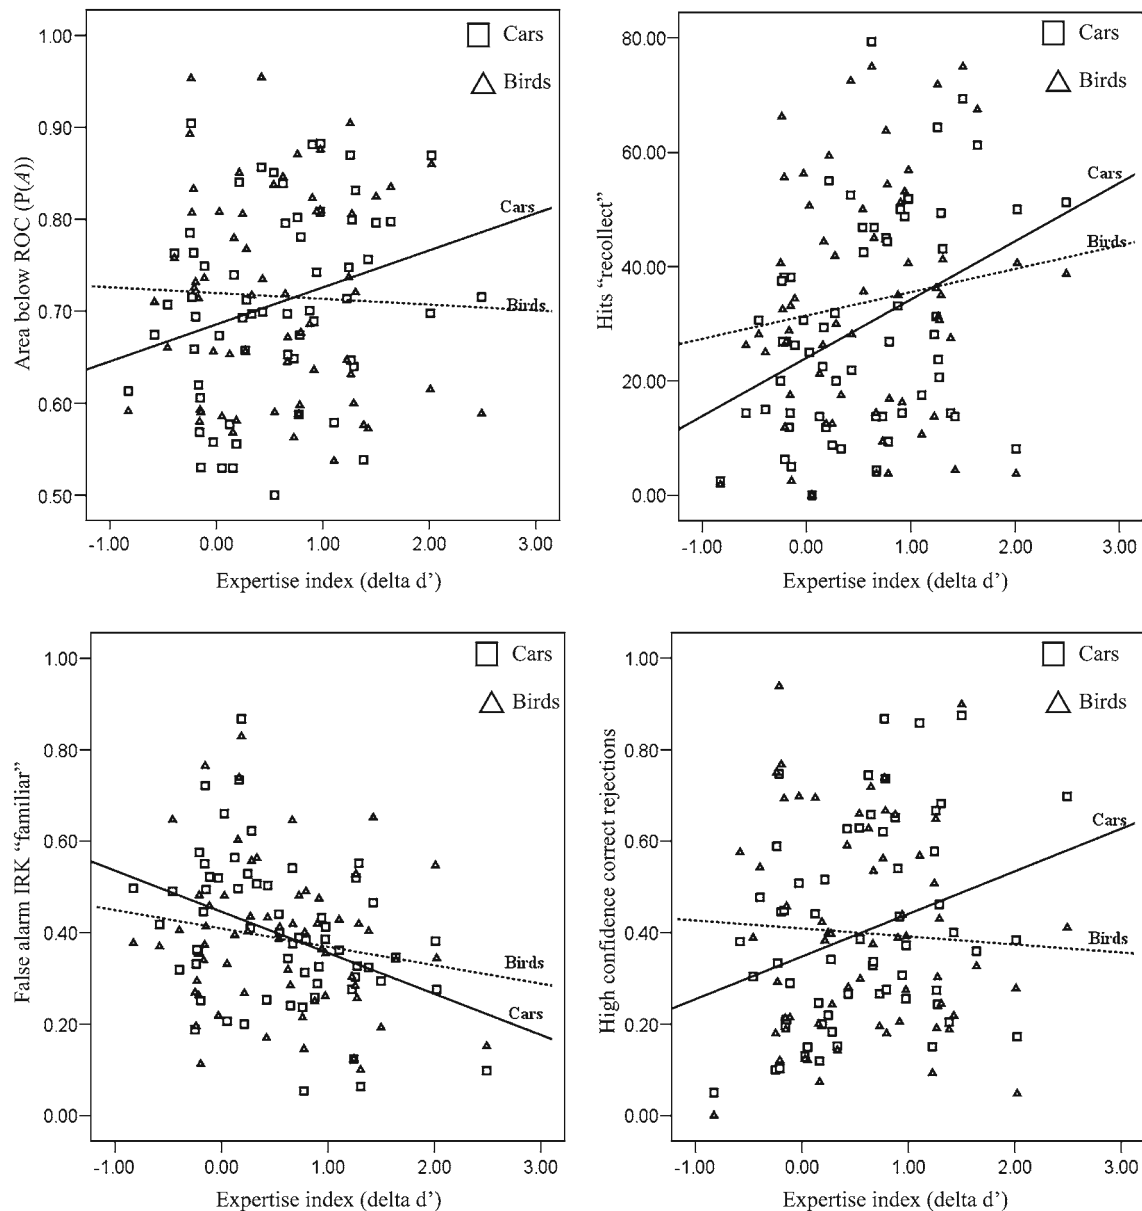 1.00
0.90
0.80
0.70
0.60
0.50
Area below ROC (P(A))
Cars
Birds
Cars
Birds
-1.00 0.00 1.00 2.00 3.00
Expertise index (delta d’)
80.00
60.00
40.00
20.00
0.00
Hits “recollect”
Cars
Birds
Cars
Birds
-1.00 0.00 1.00 2.00 3.00
Expertise index (delta d’)
1.00
0.80
0.60
0.40
0.20
0.00
False alarm IRK “familiar”
Cars
Birds
Birds
Cars
-1.00 0.00 1.00 2.00 3.00
Expertise index (delta d’)
1.00
0.80
0.60
0.40
0.20
0.00
High confidence correct rejections
Cars
Birds
Cars
Birds
-1.00 0.00 1.00 2.00 3.00
Expertise index (delta d’)